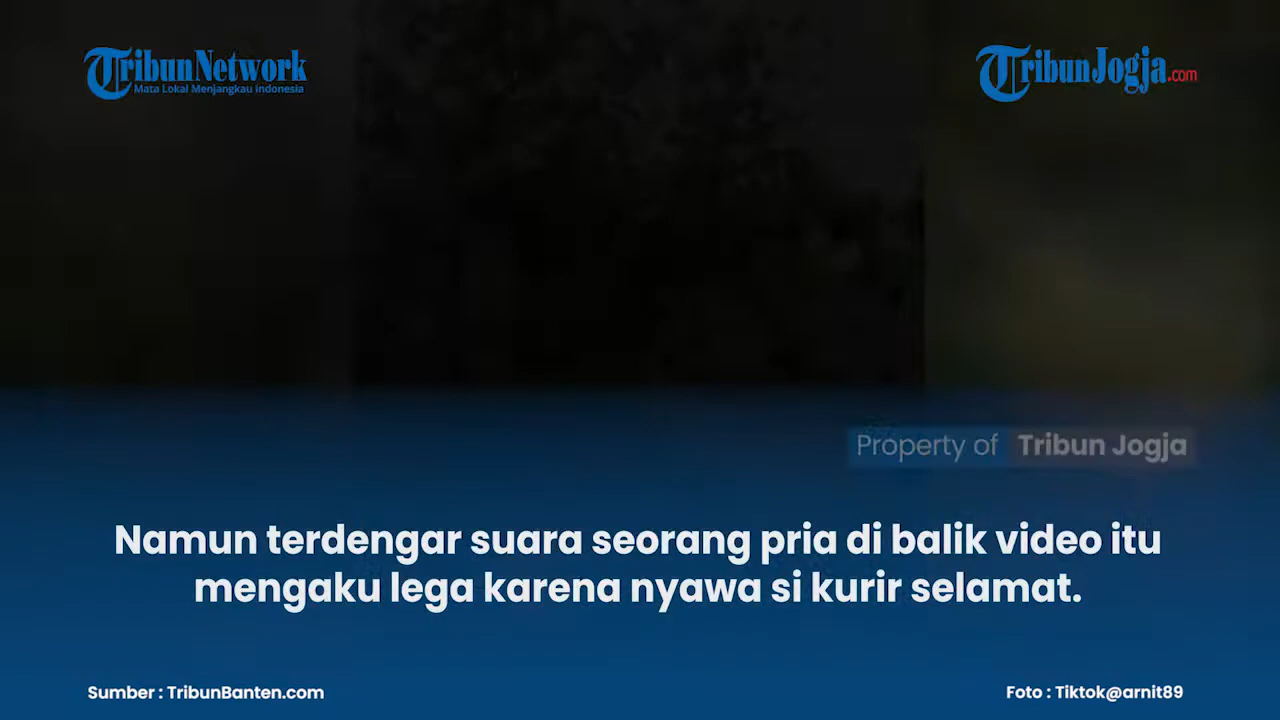 TribunNetwork
Mata Lokal Menjangkau Indonesia
TribunJogja.com
Property of Tribun Jogja
Namun terdengar suara seorang pria di balik video itu
mengaku lega karena nyawa si kurir selamat.
Sumber : TribunBanten.com
Foto : Tiktok@arnit89